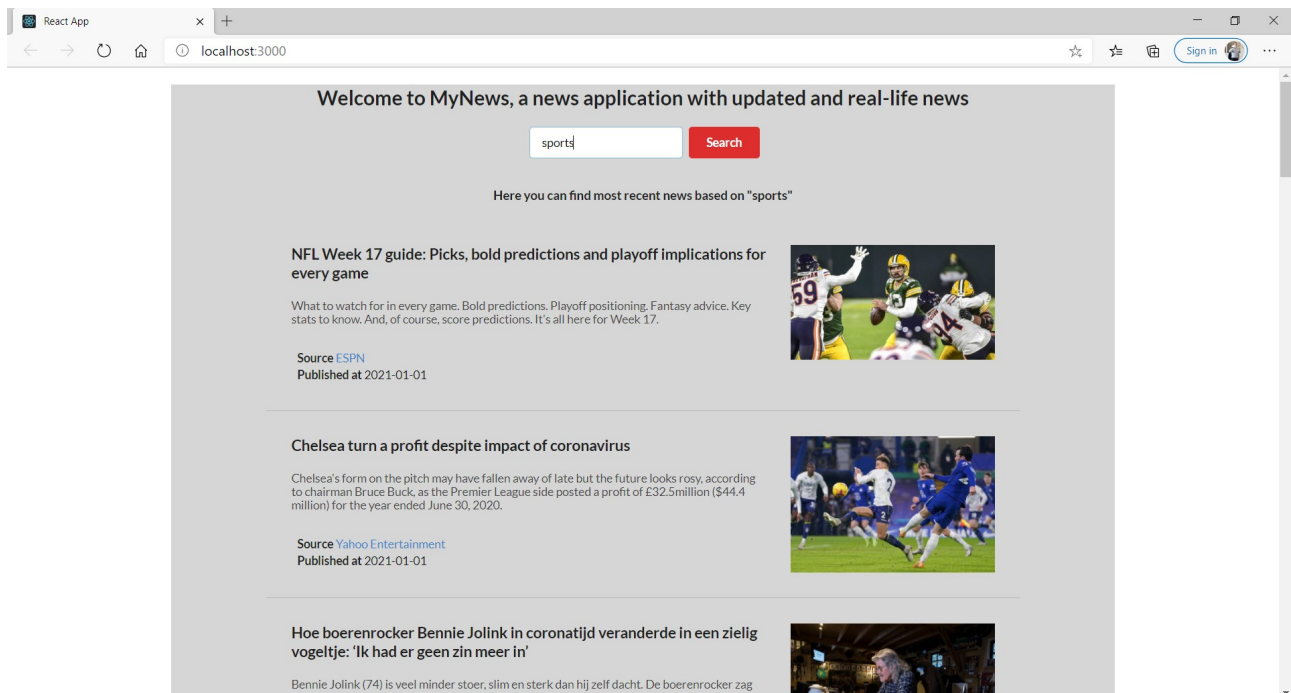 React App
localhost:3000
Sign in
Welcome to MyNews, a news application with updated and real-life news
sports
Search
Here you can find most recent news based on "sports"
NFL Week 17 guide: Picks, bold predictions and playoff implications for
every game
What to watch for in every game. Bold predictions. Playoff positioning. Fantasy advice. Key
stats to know. And, of course, score predictions. It's all here for Week 17.
Source ESPN
Published at 2021-01-01
59
12
94
Chelsea turn a profit despite impact of coronavirus
Chelsea's form on the pitch may have fallen away of late but the future looks rosy, according
to chairman Bruce Buck, as the Premier League side posted a profit of £32.5million ($44.4
million) for the year ended June 30, 2020.
Source Yahoo Entertainment
Published at 2021-01-01
2
Hoe boerenrocker Bennie Jolink in coronatijd veranderde in een zielig
vogeltje: ‘Ik had er geen zin meer in’
Bennie Jolink (74) is veel minder stoer, slim en sterk dan hij zelf dacht. De boerenrocker zag